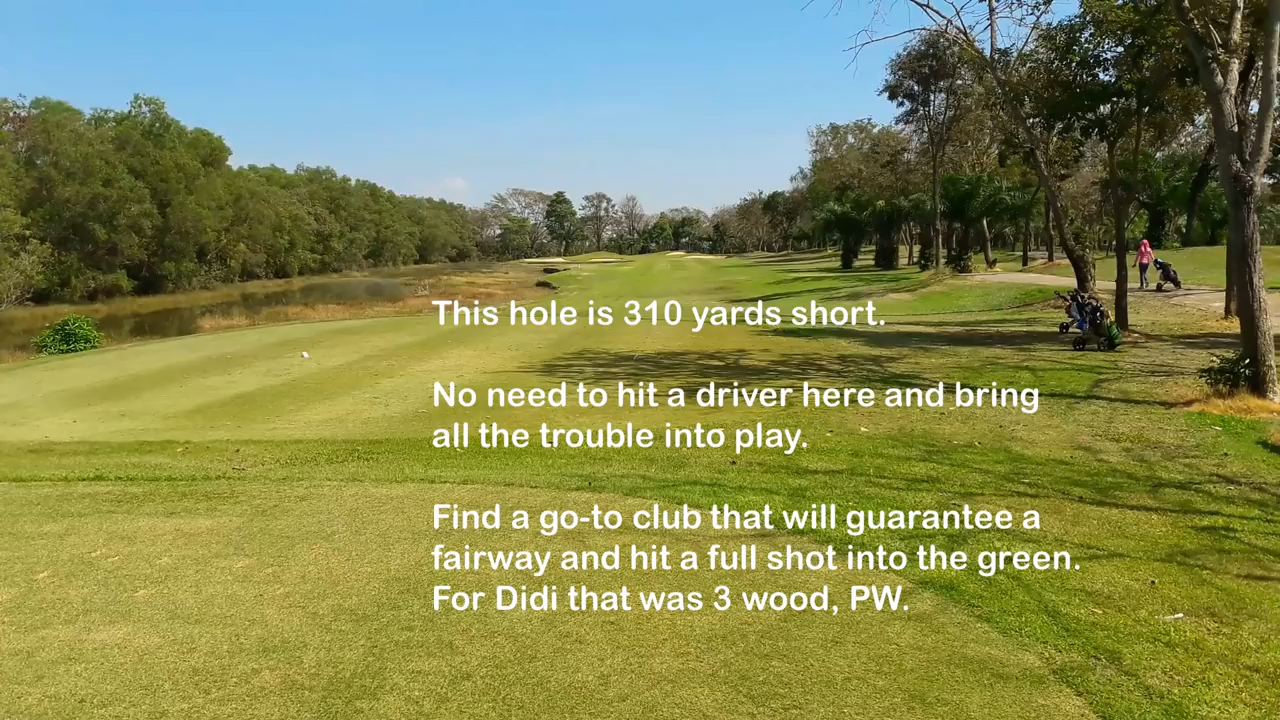 This hole is 310 yards short.
No need to hit a driver here and bring
all the trouble into play.
Find a go-to club that will guarantee a
fairway and hit a full shot into the green.
For Didi that was 3 wood, PW.